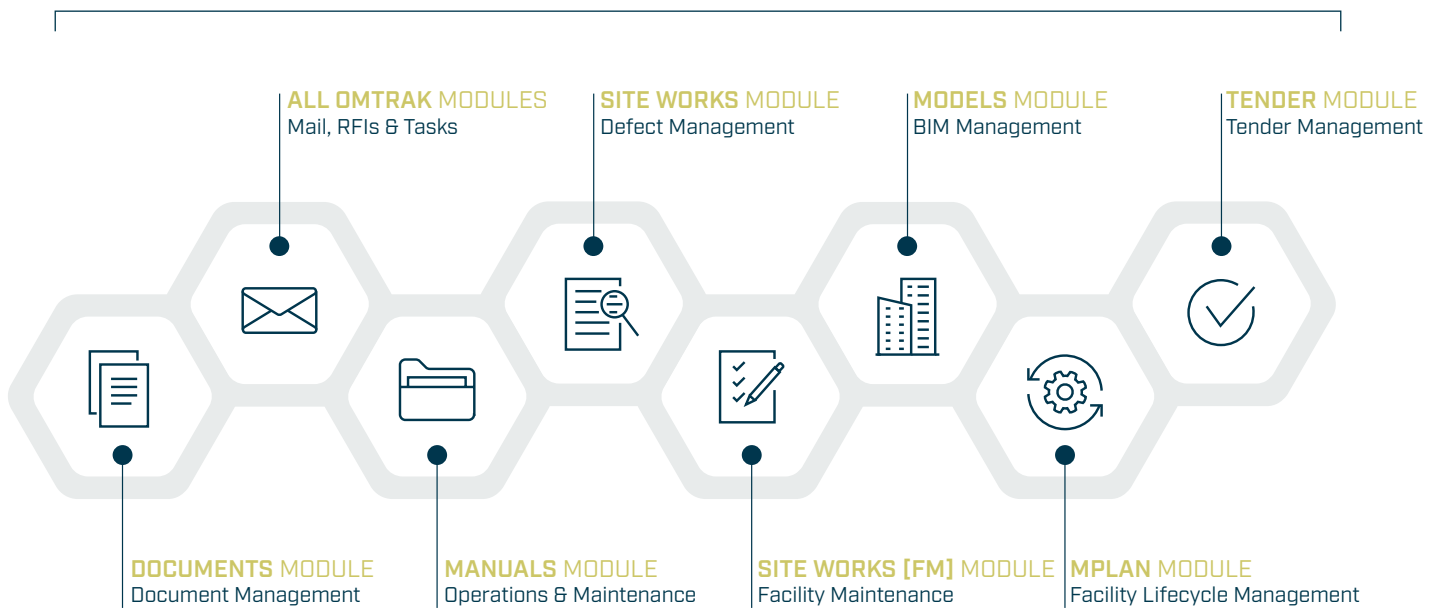 ALL OMTRAK MODULES
Mail, RFIs & Tasks
SITE WORKS MODULE
Defect Management
MODELS MODULE
BIM Management
TENDER MODULE
Tender Management
DOCUMENTS MODULE
Document Management
MANUALS MODULE
Operations & Maintenance
SITE WORKS [FM] MODULE
Facility Maintenance
MPLAN MODULE
Facility Lifecycle Management